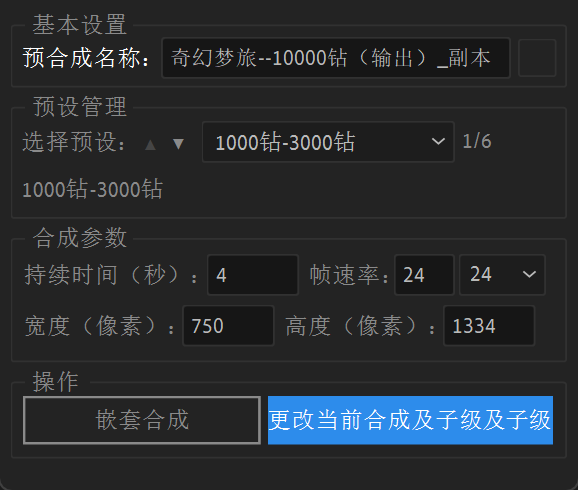 基本设置
预合成名称： 奇幻梦旅--10000钻（输出）_副本
预设管理
选择预设： ▲ ▼ 1000钻-3000钻 1/6
1000钻-3000钻
合成参数
持续时间（秒）: 4 帧速率: 24 24
宽度（像素）: 750 高度（像素）: 1334
操作
嵌套合成 更改当前合成及子级及子级